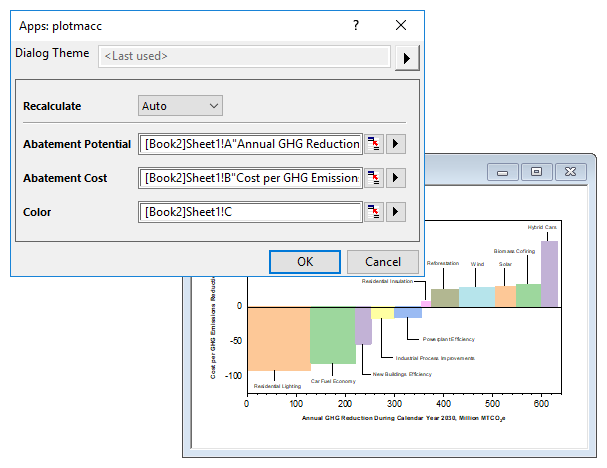 Apps: plotmacc
?
Dialog Theme
<Last used>
Recalculate
Auto
Abatement Potential
[Book2]Sheet1!A"Annual GHG Reduction
Abatement Cost
[Book2]Sheet1!B"Cost per GHG Emission
Color
[Book2]Sheet1!C
OK
Cancel
Hybrid Cars
Biomass Cofiring
Reforestation
Wind
Solar
Residential Insulation
Cost per GHG Emissions Reducti
0
-50
-100
Powerplant Efficiency
Industrial Process Improvements
New Buildings Efficiency
Car Fuel Economy
Residential Lighting
0 100 200 300 400 500 600
Annual GHG Reduction During Calendar Year 2030, Million MTCO2e